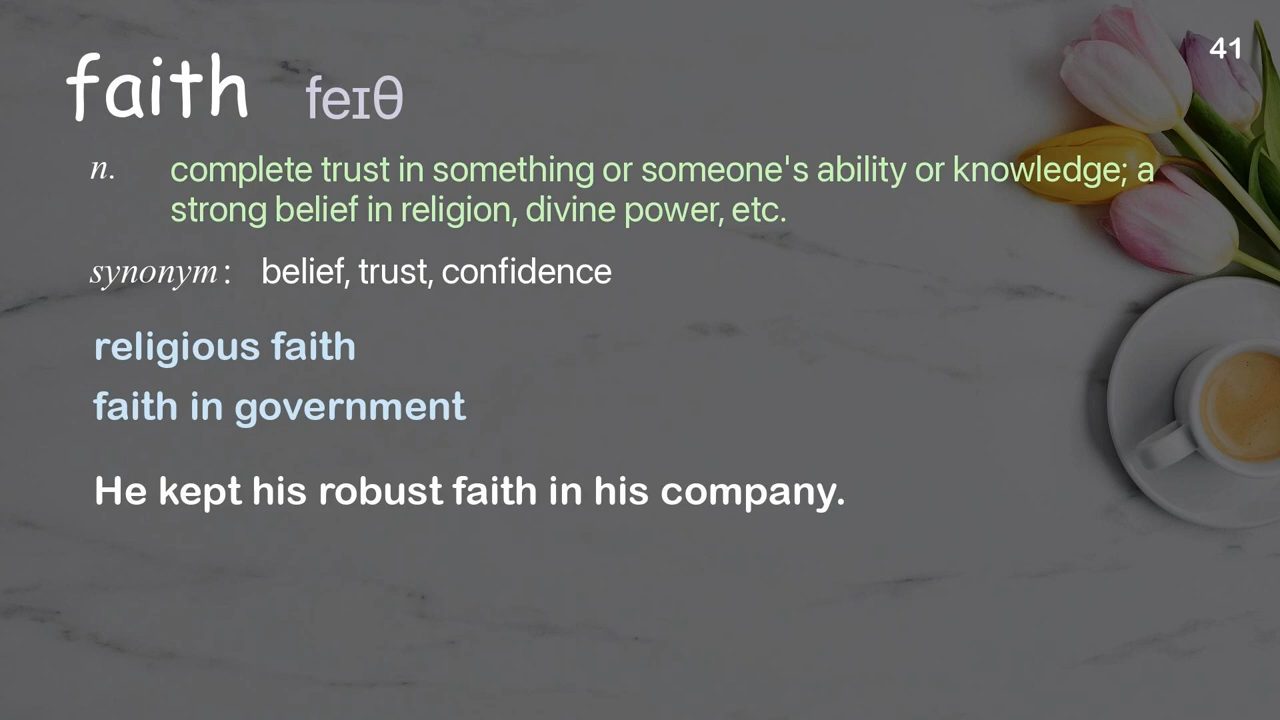 41
faith feɪθ
n. complete trust in something or someone's ability or knowledge; a
strong belief in religion, divine power, etc.
synonym: belief, trust, confidence
religious faith
faith in government
He kept his robust faith in his company.